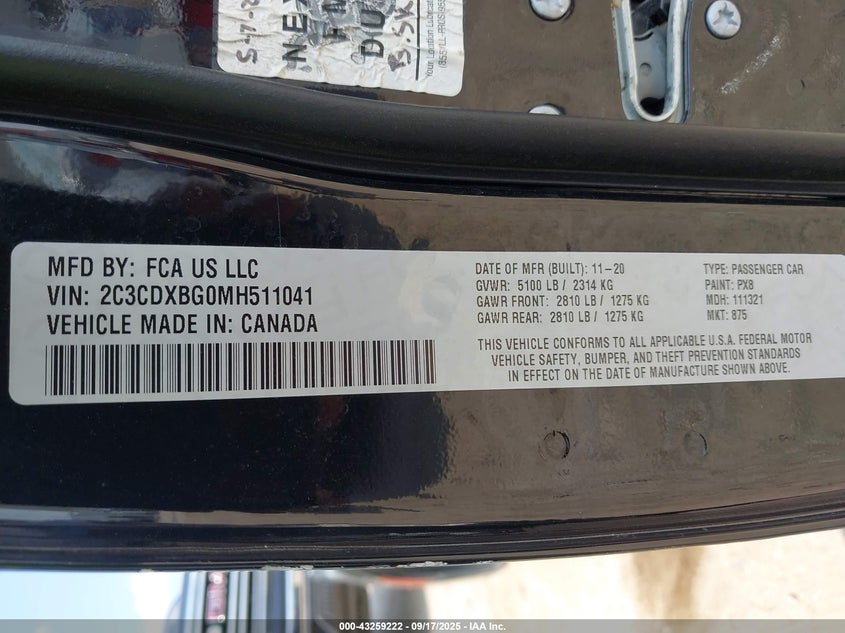 MFD BY: FCA US LLC
VIN: 2C3CDXBG0MH511041
VEHICLE MADE IN: CANADA
DATE OF MFR (BUILT): 11-20
GVWR: 5100 LB / 2314 KG
GAWR FRONT: 2810 LB / 1275 KG
GAWR REAR: 2810 LB / 1275 KG
TYPE: PASSENGER CAR
PAINT: PX8
MDH: 111321
MKT: 875
THIS VEHICLE CONFORMS TO ALL APPLICABLE U.S.A. FEDERAL MOTOR
VEHICLE SAFETY, BUMPER, AND THEFT PREVENTION STANDARDS
IN EFFECT ON THE DATE OF MANUFACTURE SHOWN ABOVE.
000-43259222 - 09/17/2025 - IAA Inc.